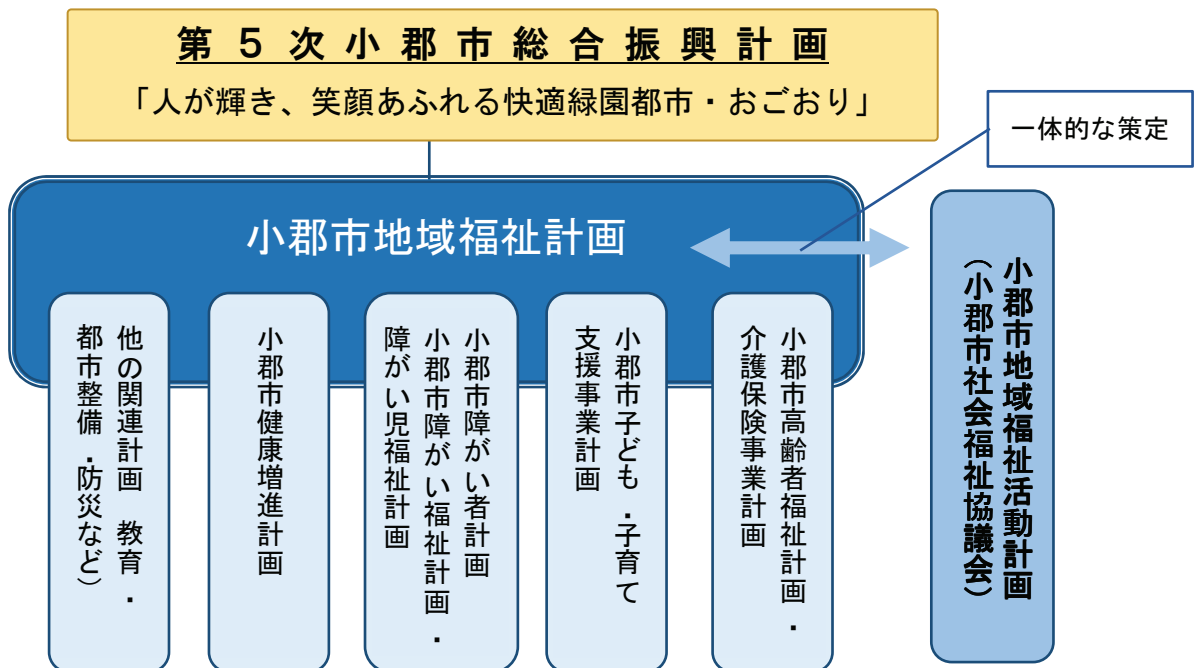 第5次小郡市総合振興計画
「人が輝き、笑顔あふれる快適緑園都市・おごおり」
一体的な策定
小郡市地域福祉計画
小郡市地域福祉活動計画
（小郡市社会福祉協議会）
小郡市高齢者福祉計画・
介護保険事業計画
小郡市子ども・子育て
支援事業計画
小郡市障がい者計画
小郡市障がい福祉計画・
障がい児福祉計画
小郡市健康増進計画
他の関連計画 教育・
都市整備・防災など）